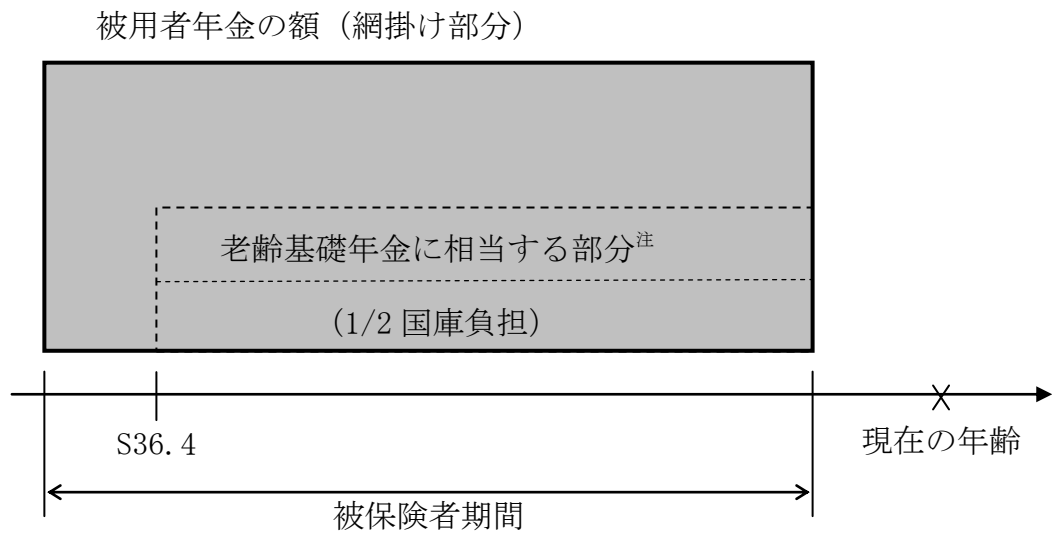 被用者年金の額（網掛け部分）
老齢基礎年金に相当する部分注
（1/2 国庫負担）
S36.4
現在の年齢
被保険者期間